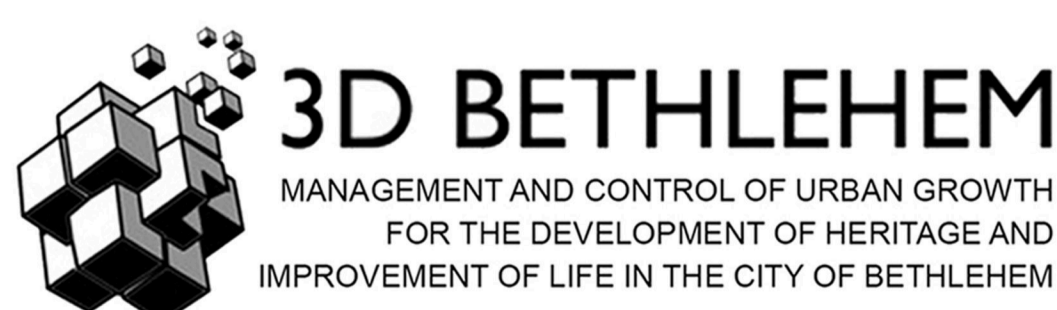 3D BETHLEHEM
MANAGEMENT AND CONTROL OF URBAN GROWTH
FOR THE DEVELOPMENT OF HERITAGE AND
IMPROVEMENT OF LIFE IN THE CITY OF BETHLEHEM